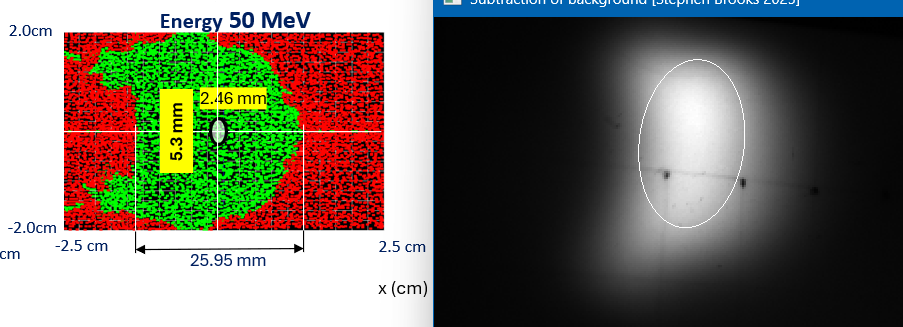 Energy 50 MeV
2.0cm
2.46 mm
5.3 mm
-2.0cm
-2.5 cm
2.5 cm
cm
25.95 mm
x (cm)
Subtraction of background [Stephen Brooks 2023]